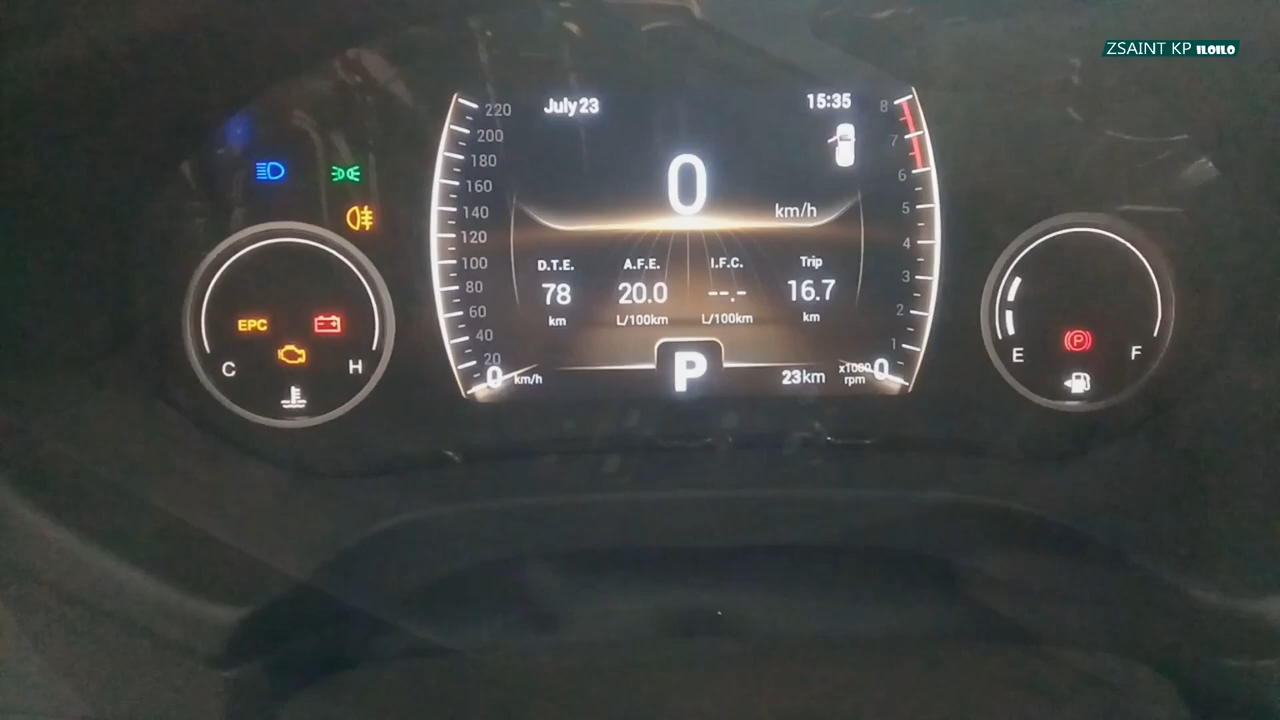 ZSAINT KP ILOILO
July 23
15:35
220
200
180
160
140
120
100
80
60
40
20
0 km/h
0
km/h
8
7
6
5
4
3
2
1
0
x1000
rpm
D.T.E.
78
km
A.F.E.
20.0
L/100km
I.F.C.
--.-
L/100km
Trip
16.7
km
P
23km
EPC
C
H
E
F
P